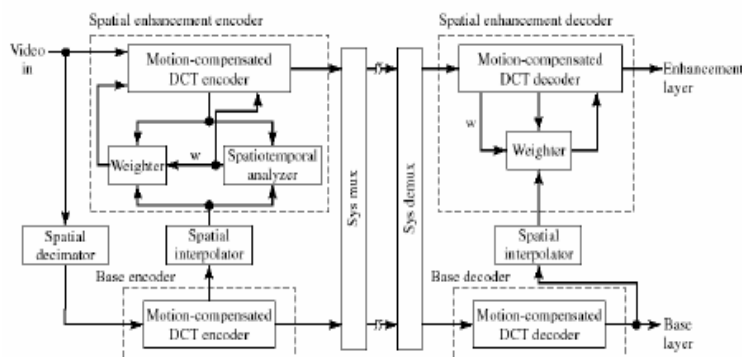 Spatial enhancement encoder
Spatial enhancement decoder
Video
in
Motion-compensated
DCT encoder
Motion-compensated
DCT decoder
Enhancement
layer
w
Weighter
Spatiotemporal
analyzer
w
Weighter
Sys mux
Sys demux
Spatial
decimator
Spatial
interpolator
Spatial
interpolator
Base encoder
Base decoder
Motion-compensated
DCT encoder
Motion-compensated
DCT decoder
Base
layer